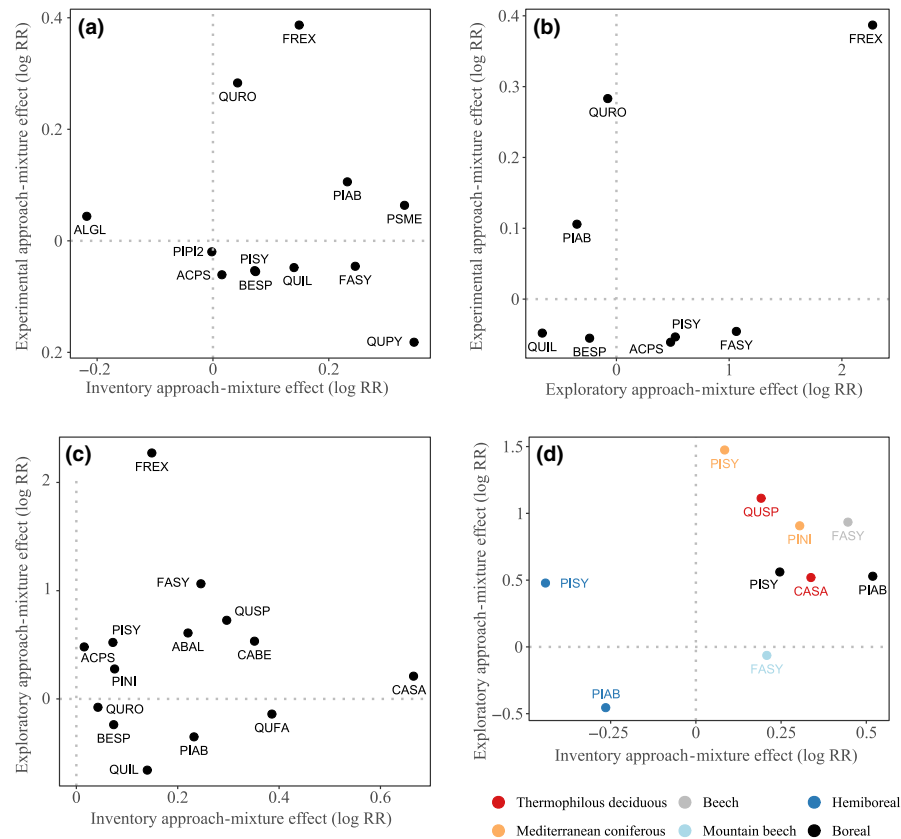 (a)
Experimental approach-mixture effect (log RR)
0.4
0.2
0
0.2
FREX
QURO
PIAB
PSME
ALGL
PIPI2
PISY
ACPS
BESP
QUIL
FASY
QUPY
−0.2
0
0.2
Inventory approach-mixture effect (log RR)
(b)
Experimental approach-mixture effect (log RR)
0.4
0.3
0.2
0.1
0
FREX
QURO
PIAB
PISY
QUIL
BESP
ACPS
FASY
0
1
2
Exploratory approach-mixture effect (log RR)
(c)
Exploratory approach-mixture effect (log RR)
2
1
0
FREX
FASY
QUSP
PISY
ABAL
CABE
ACPS
PINI
CASA
QURO
BESP
QUFA
PIAB
QUIL
0
0.2
0.4
0.6
Inventory approach-mixture effect (log RR)
(d)
Exploratory approach-mixture effect (log RR)
1.5
1
0.5
0
−0.5
PISY
QUSP
PINI
FASY
PISY
PISY
CASA
PIAB
FASY
PIAB
−0.25
0
0.25
0.5
Inventory approach-mixture effect (log RR)
Thermophilous deciduous
Beech
Hemiboreal
Mediterranean coniferous
Mountain beech
Boreal